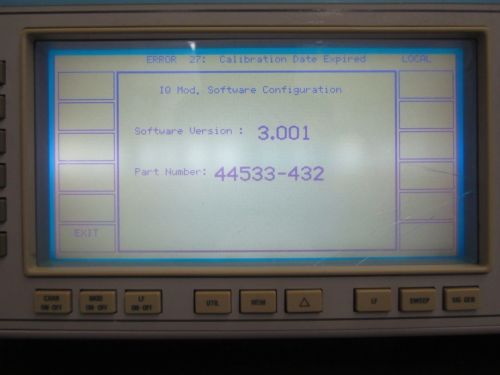 ERROR 27: Calibration Date Expired LOCAL
IQ Mod. Software Configuration
Software Version : 3.001
Part Number: 44533-432
EXIT
CARR ON-OFF
MOD ON-OFF
LF ON-OFF
UTIL
MEM
△
LF
SWEEP
SIG GEN